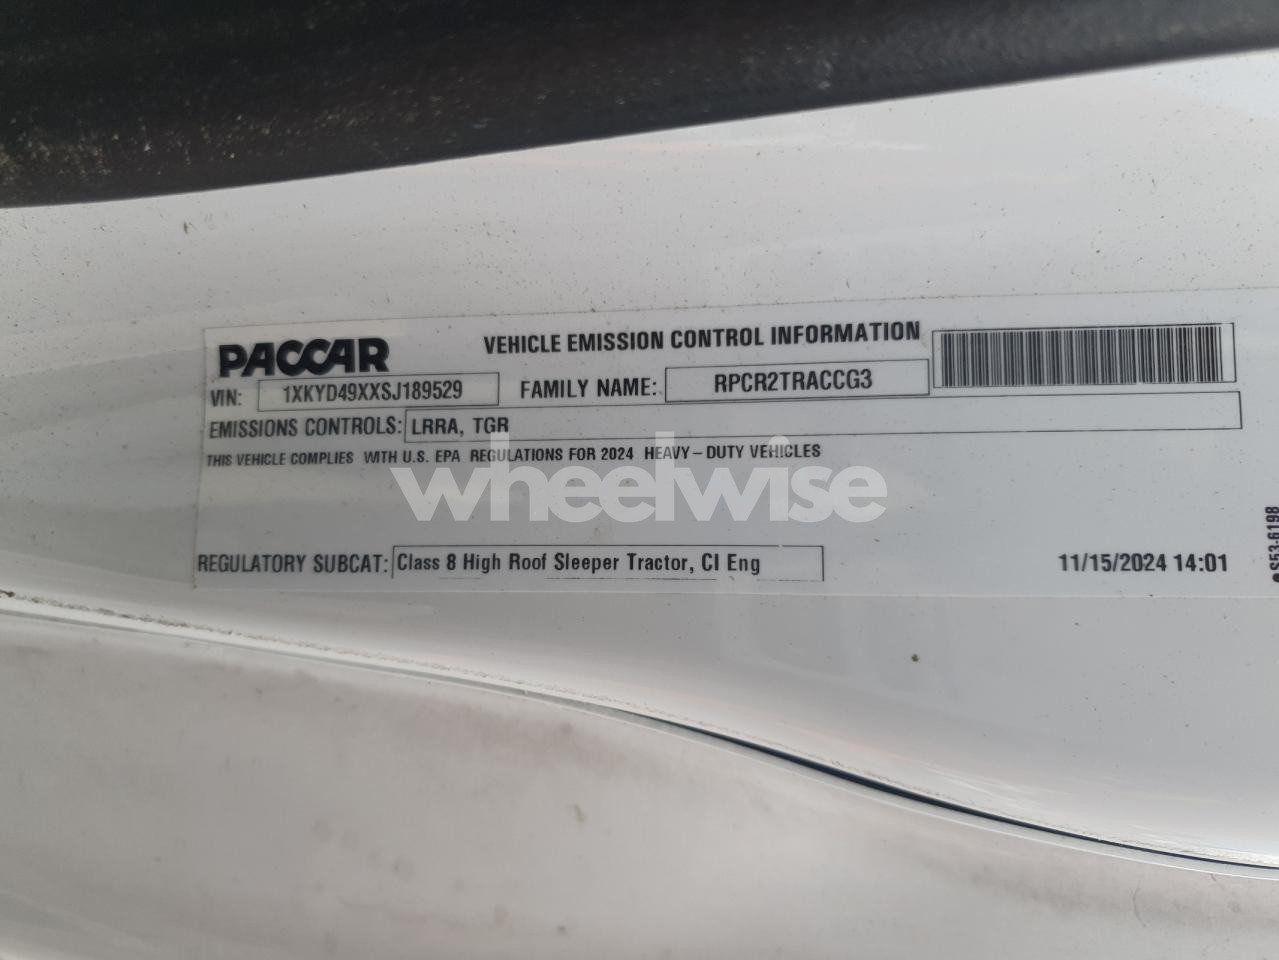 PACCAR
VEHICLE EMISSION CONTROL INFORMATION
VIN: 1XKYD49XXSJ189529 FAMILY NAME: RPCR2TRACCG3
EMISSIONS CONTROLS: LRRA, TGR
THIS VEHICLE COMPLIES WITH U.S. EPA REGULATIONS FOR 2024 HEAVY-DUTY VEHICLES
wheelwise
REGULATORY SUBCAT: Class 8 High Roof Sleeper Tractor, CI Eng 11/15/2024 14:01
S53-6198